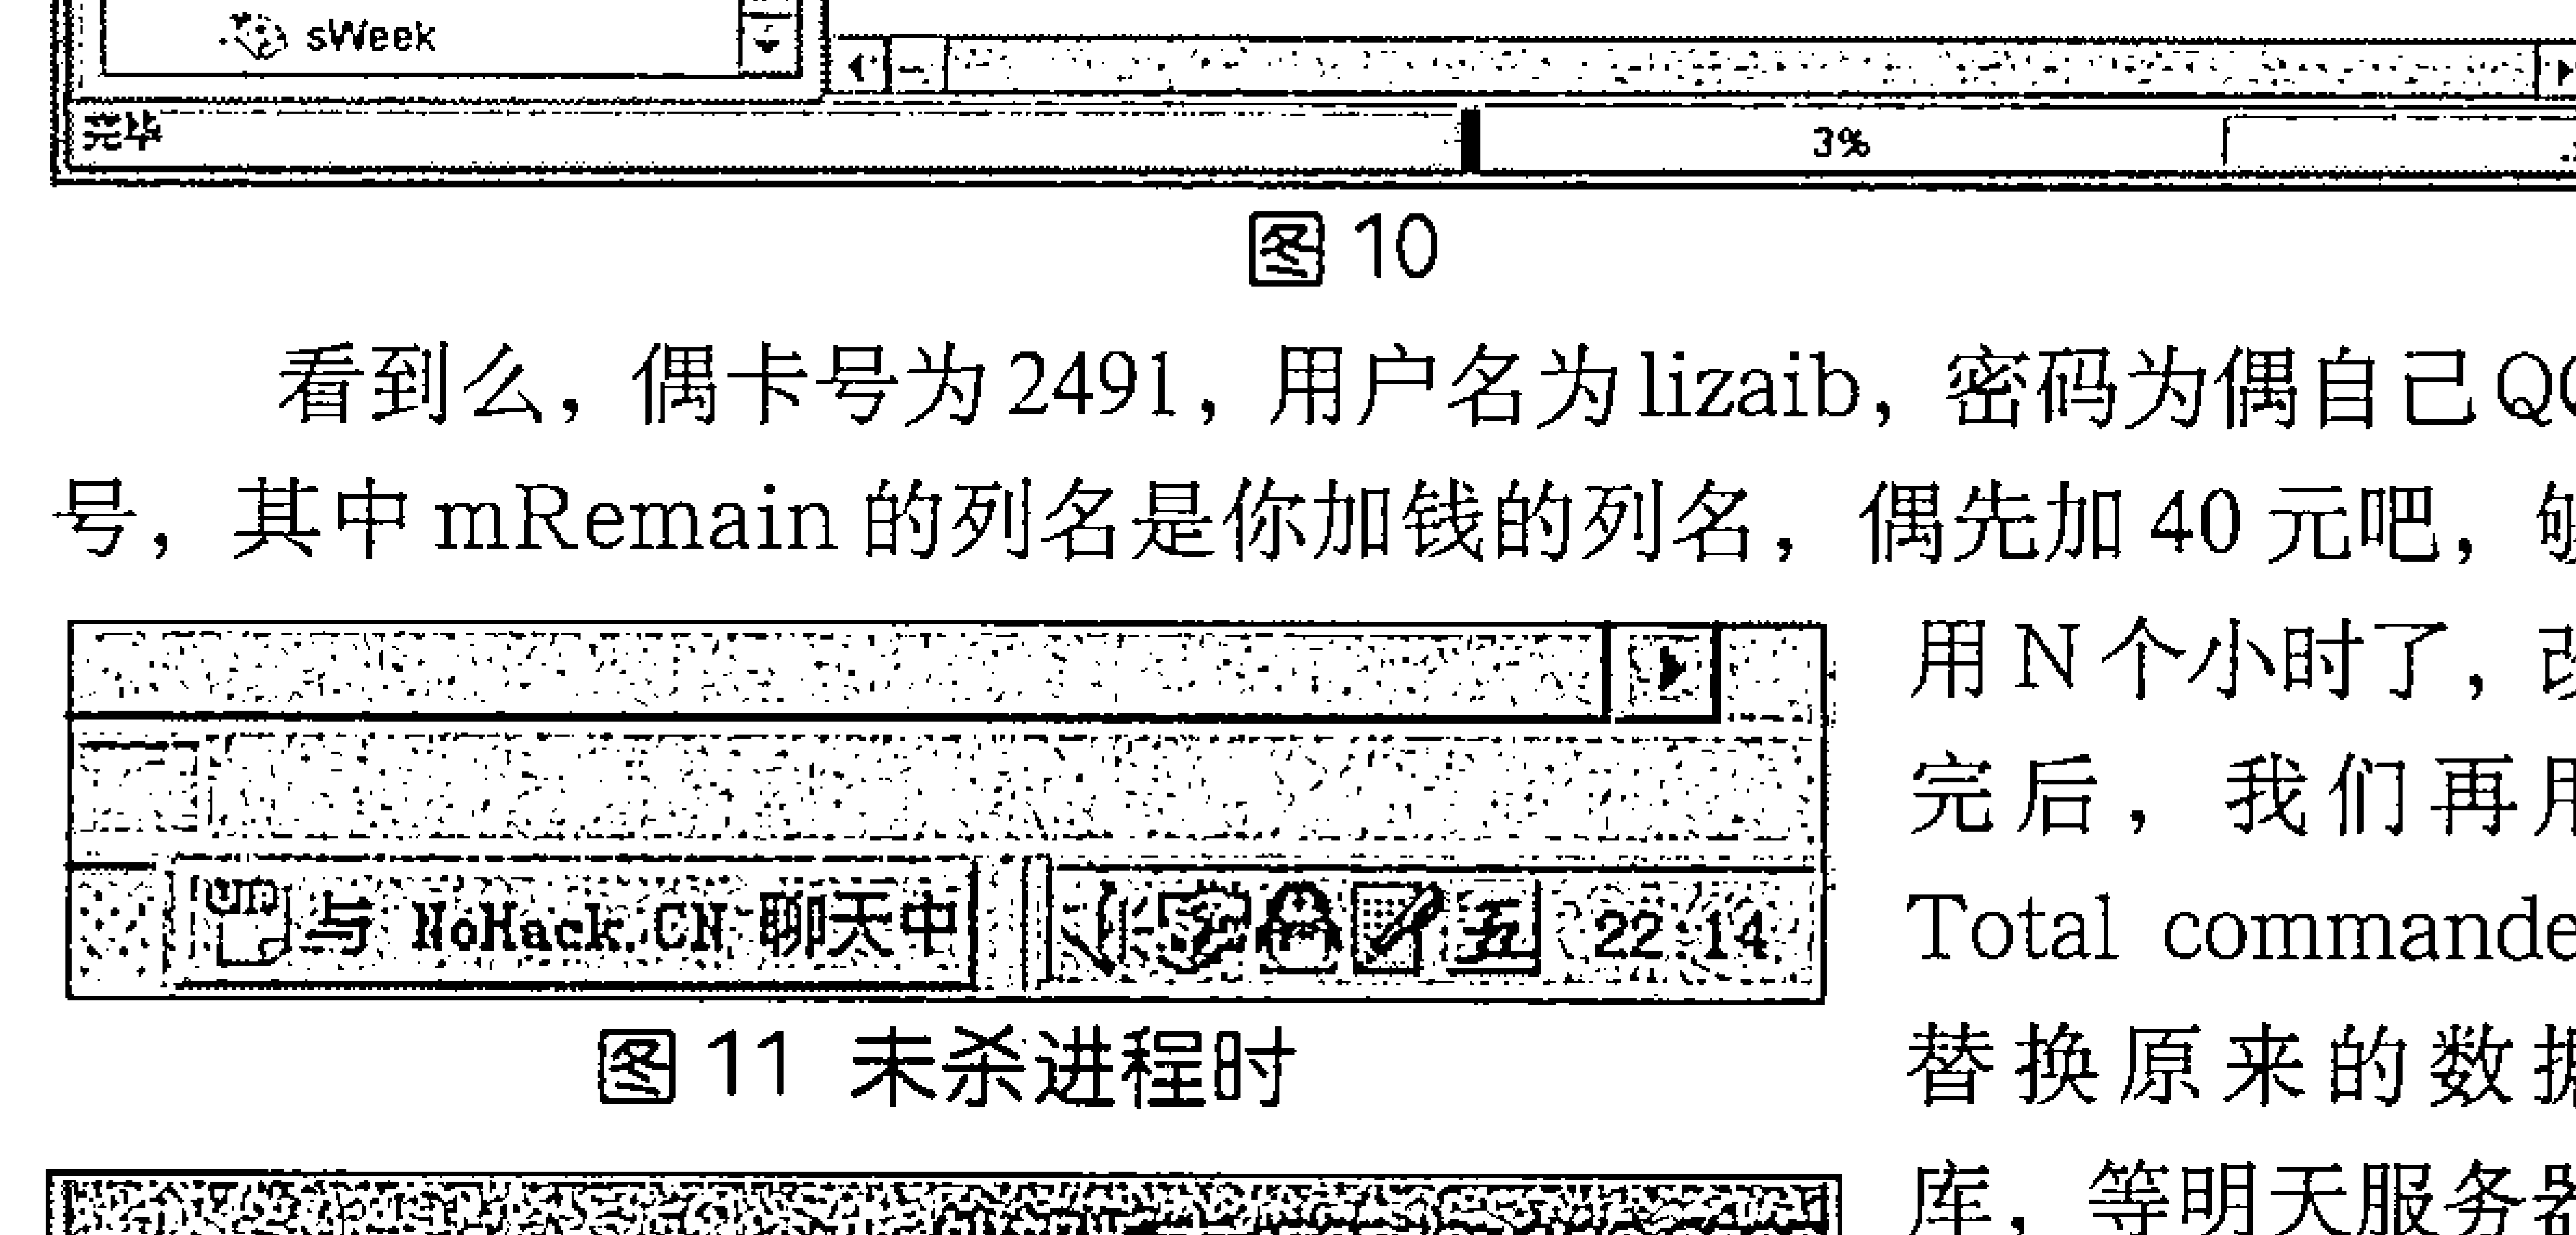 sWeek
完毕
3%
图 10
看到么，偶卡号为2491，用户名为lizaib，密码为偶自己Q
号，其中 mRemain 的列名是你加钱的列名，偶先加 40 元吧，
用N个小时了，
完后，我们再
Total commande
替换原来的数
库，等明天服务
与 NoHack.CN 聊天中
五 22 14
图 11 未杀进程时